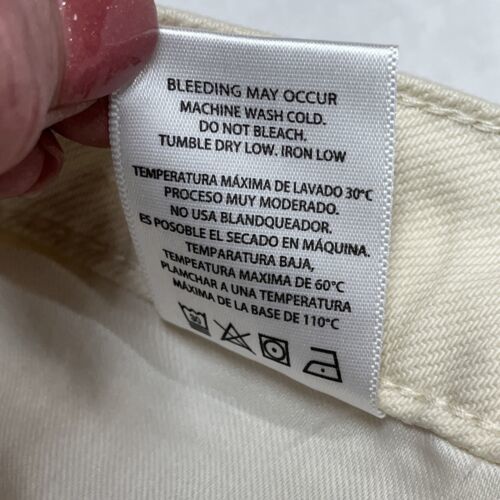 BLEEDING MAY OCCUR
MACHINE WASH COLD.
DO NOT BLEACH.
TUMBLE DRY LOW. IRON LOW
TEMPERATURA MÁXIMA DE LAVADO 30°C
PROCESO MUY MODERADO.
NO USA BLANDQUEADOR.
ES POSOBLE EL SECADO EN MÁQUINA.
TEMPARATURA BAJA,
TEMPEATURA MAXIMA DE 60°C
PLAMCHAR A UNA TEMPERATURA
MÁXIMA DE LA BASE DE 110°C
30